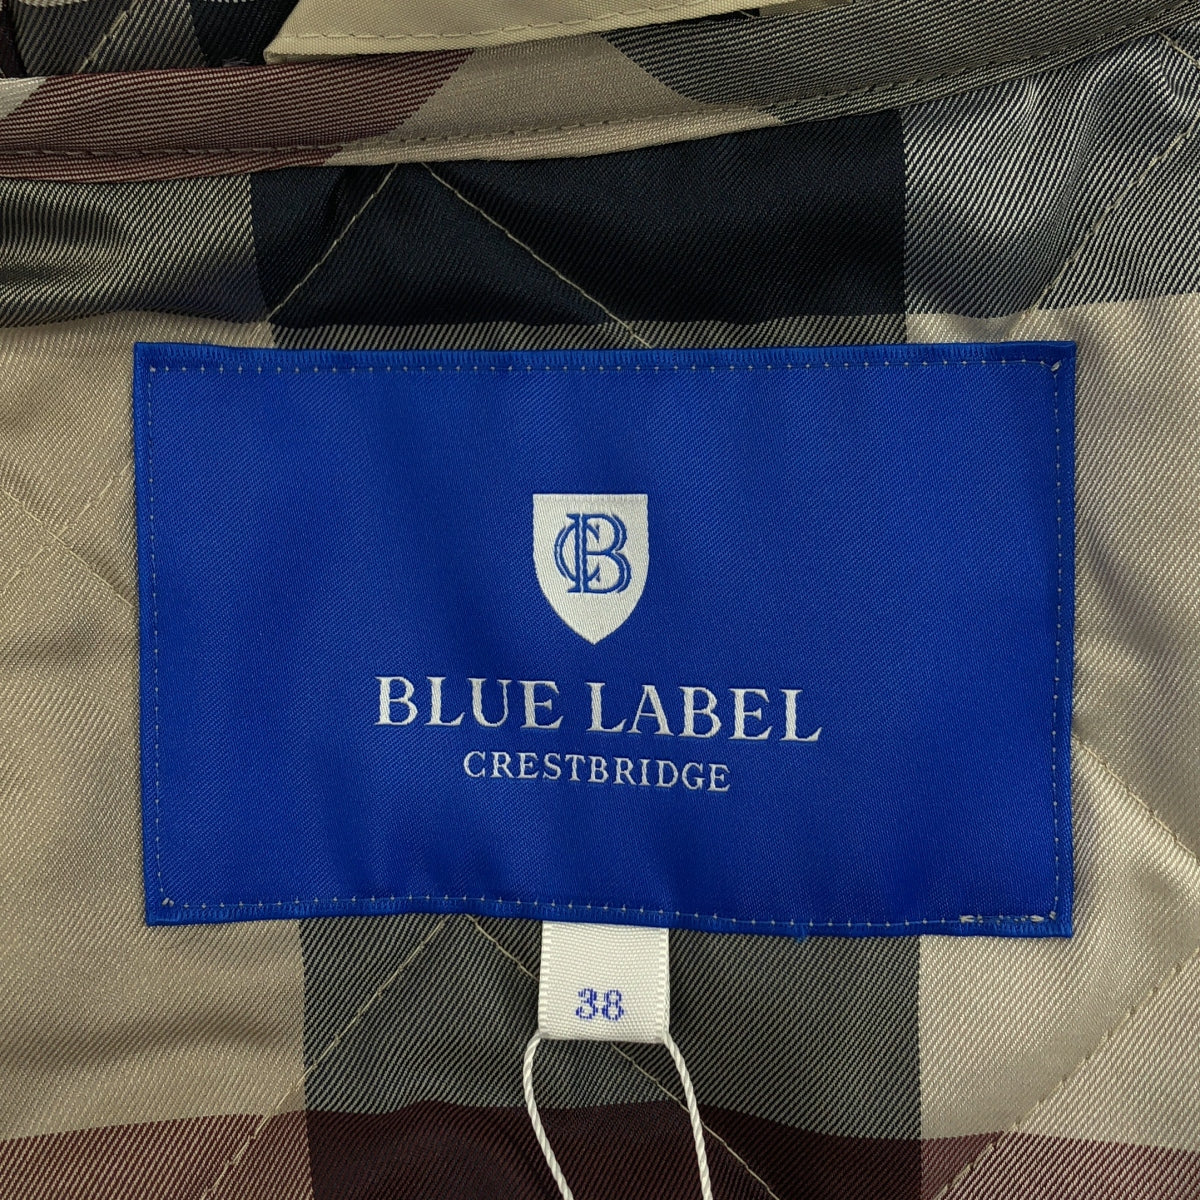 CB
BLUE LABEL
CRESTBRIDGE
38